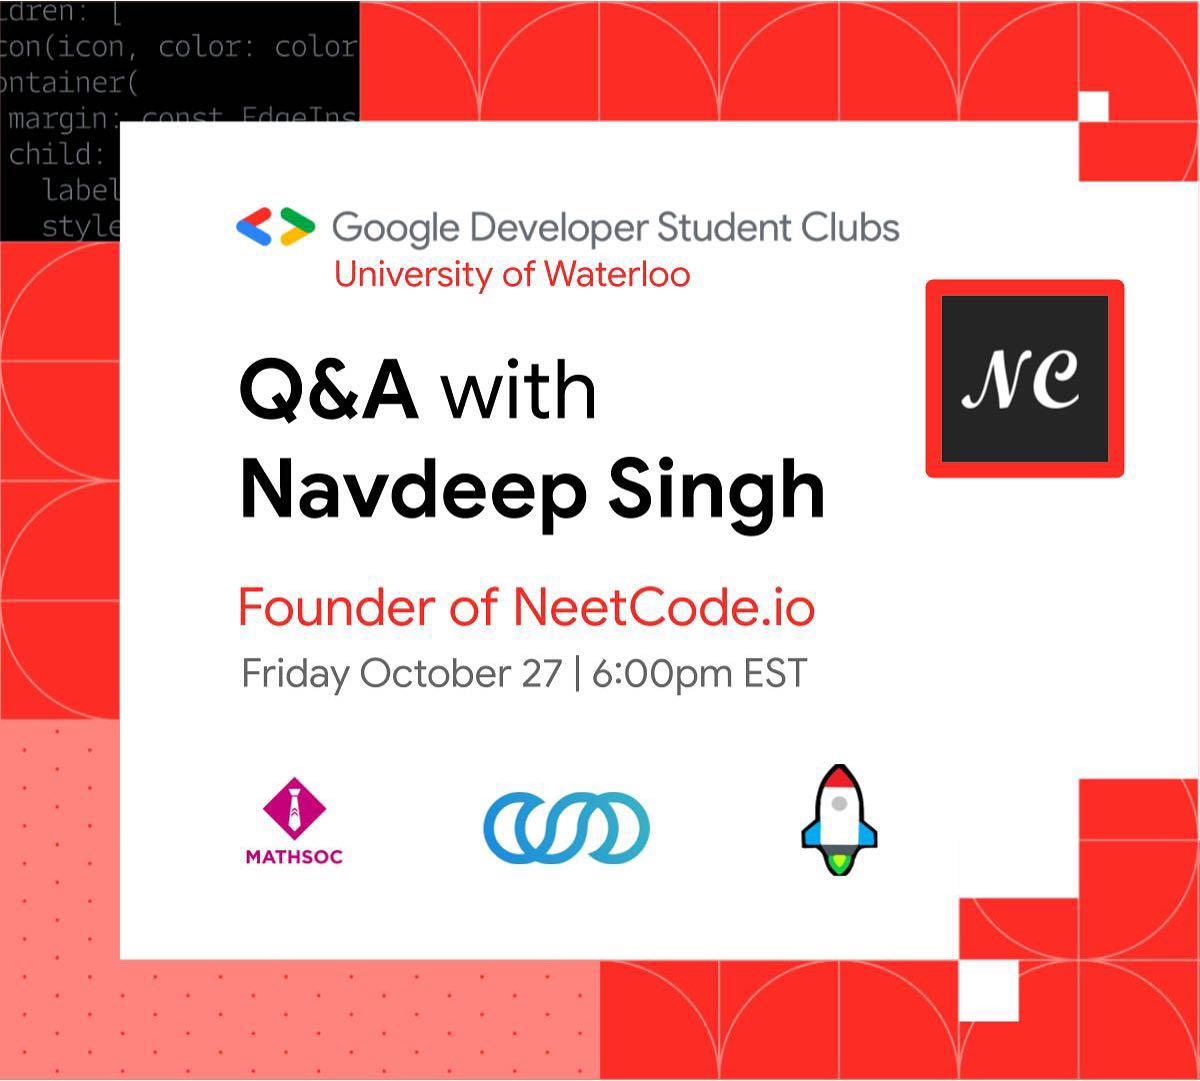 dren: [
con(icon, color: color
ontainer(
margin: const EdgeIns
child:
label
style
Google Developer Student Clubs
University of Waterloo
NC
Q&A with
Navdeep Singh
Founder of NeetCode.io
Friday October 27 | 6:00pm EST
MATHSOC